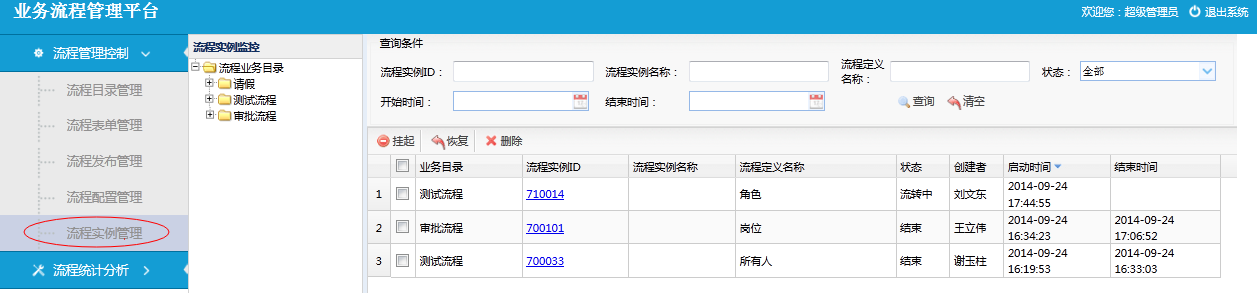 业务流程管理平台
欢迎您：超级管理员 退出系统
流程管理控制
流程目录管理
流程表单管理
流程发布管理
流程配置管理
流程实例管理
流程统计分析
流程实例监控
流程业务目录
请假
测试流程
审批流程
查询条件
流程实例ID： 流程实例名称： 流程定义名称： 状态： 全部
开始时间： 结束时间： 查询 清空
挂起 恢复 删除
业务目录 流程实例ID 流程实例名称 流程定义名称 状态 创建者 启动时间 结束时间
1 测试流程 710014 角色 流转中 刘文东 2014-09-24 17:44:55
2 审批流程 700101 岗位 结束 王立伟 2014-09-24 16:34:23 2014-09-24 17:06:52
3 测试流程 700033 所有人 结束 谢玉柱 2014-09-24 16:19:53 2014-09-24 16:33:03